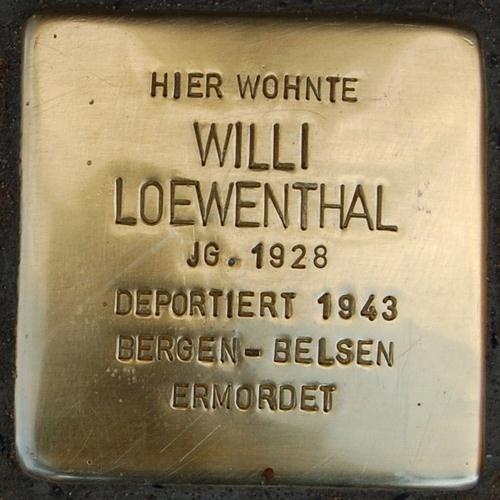 HIER WOHNTE
WILLI
LOEWENTHAL
JG. 1928
DEPORTIERT 1943
BERGEN-BELSEN
ERMORDET